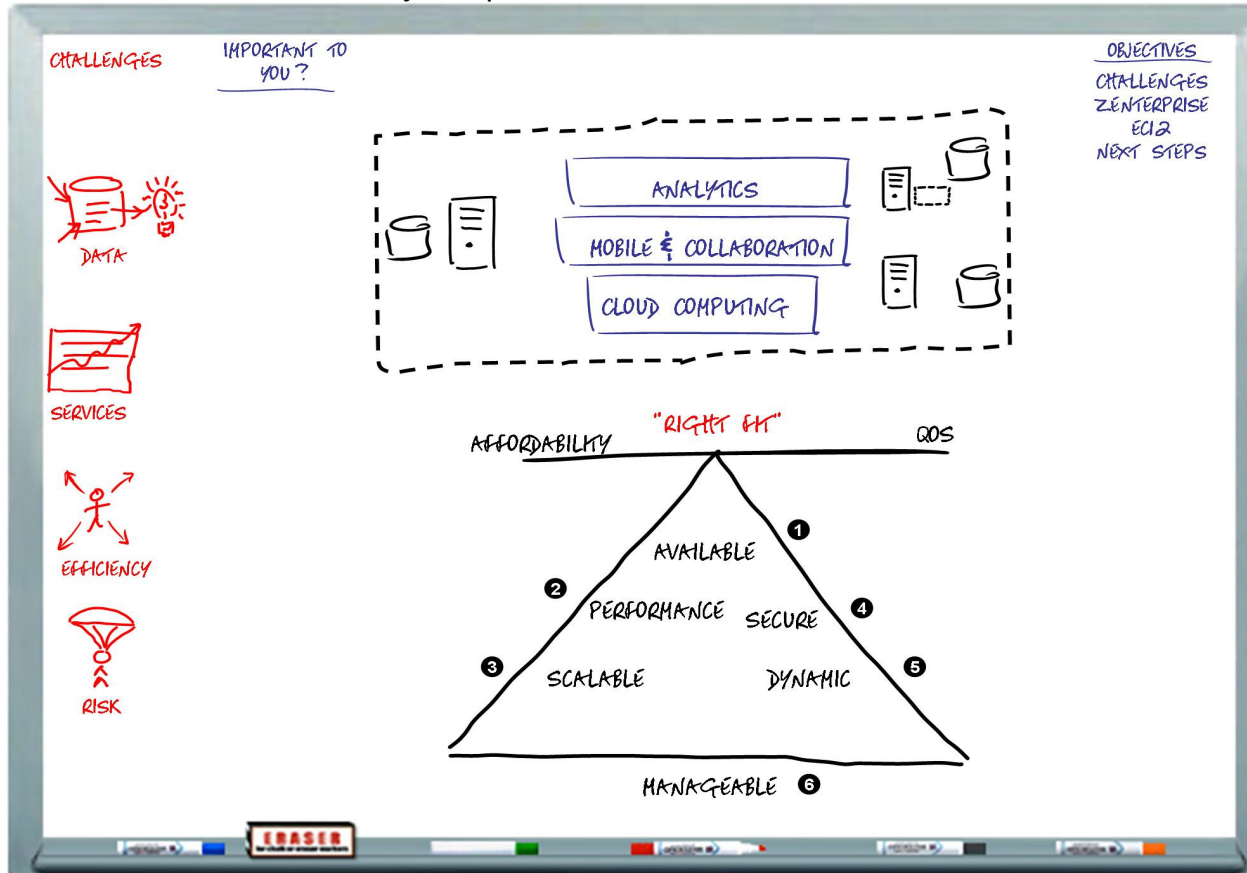 CHALLENGES
IMPORTANT TO
YOU?
OBJECTIVES
CHALLENGES
ZENTERPRISE
EC12
NEXT STEPS
DATA
SERVICES
EFFICIENCY
RISK
ANALYTICS
MOBILE & COLLABORATION
CLOUD COMPUTING
"RIGHT FIT"
AFFORDABILITY
QOS
1
AVAILABLE
2
PERFORMANCE
SECURE
4
3
SCALABLE
DYNAMIC
5
MANAGEABLE 6
ERASER